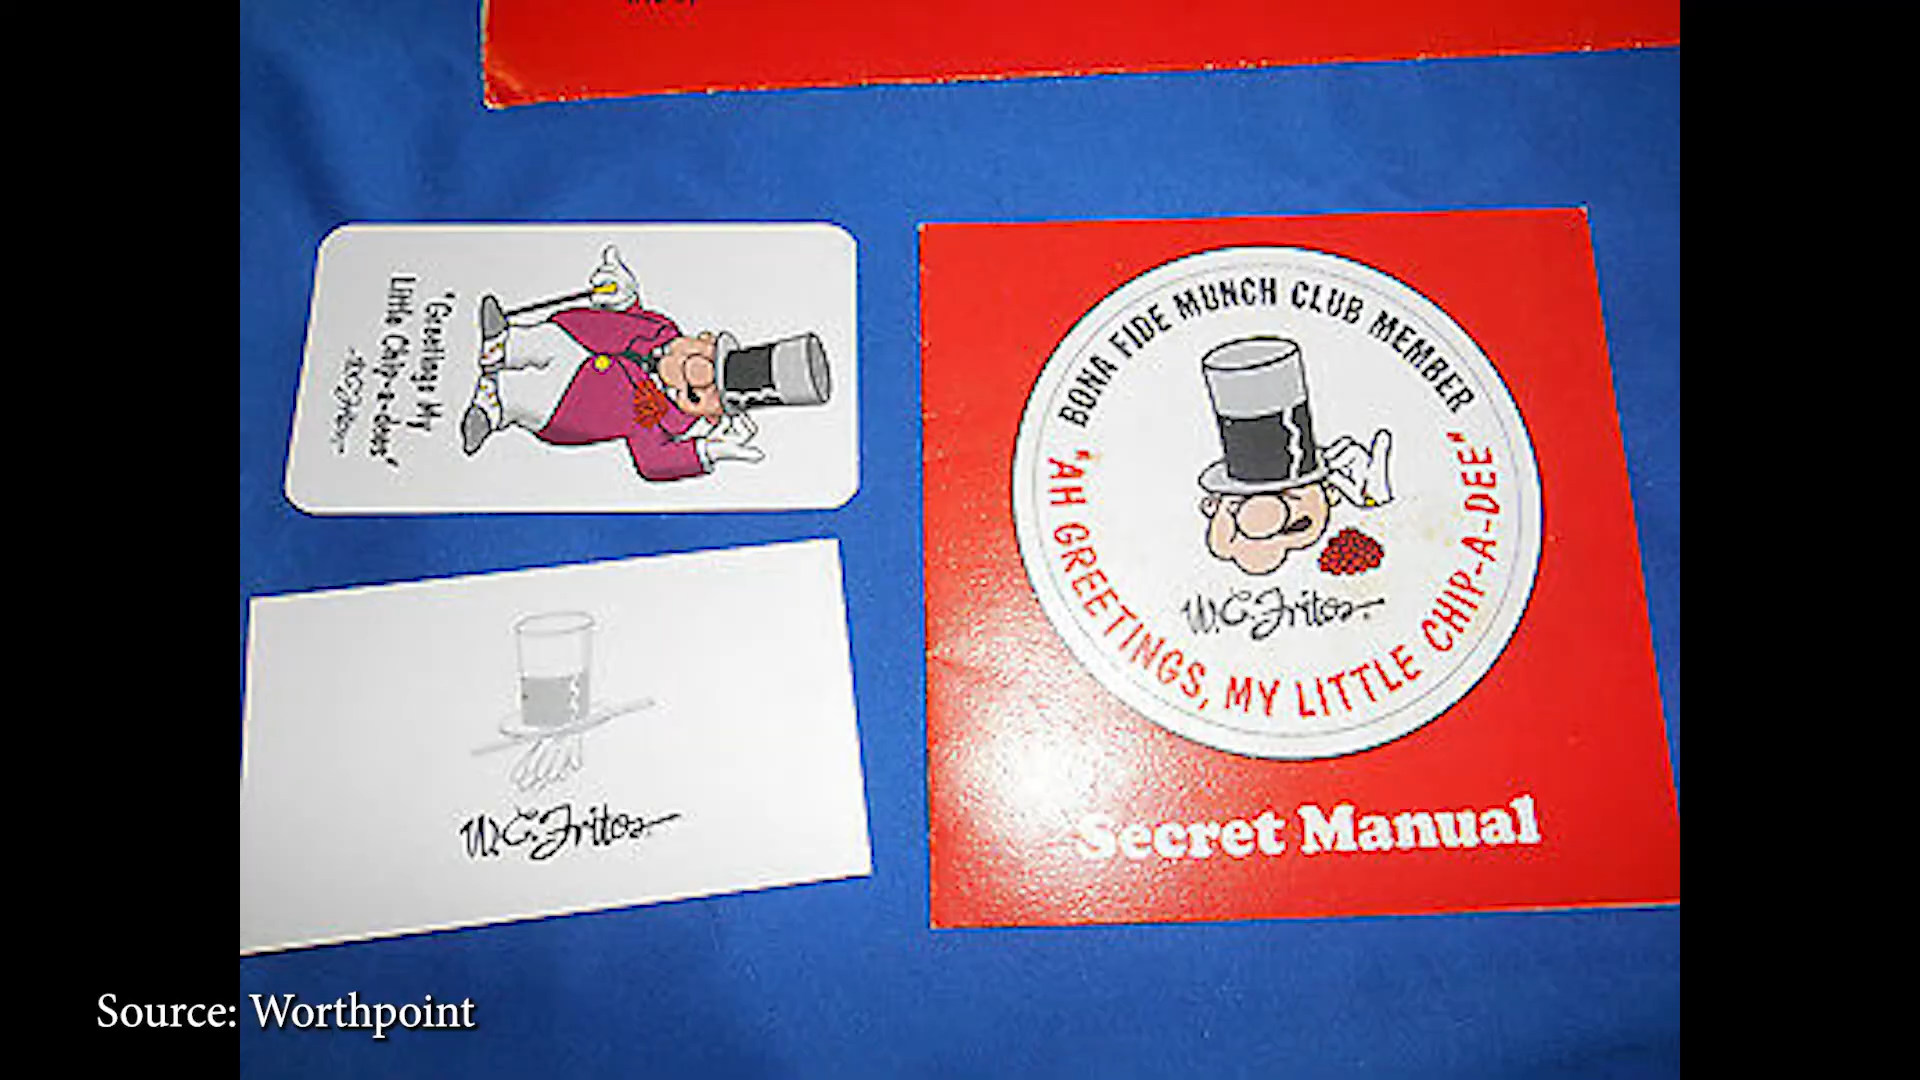 "Greetings My
Little Chip-a-dees"
BONA FIDE MUNCH CLUB MEMBER
"AH GREETINGS, MY LITTLE CHIP-A-DEE"
W.C. Fritos
Secret Manual
W.C. Fritos
Source: Worthpoint